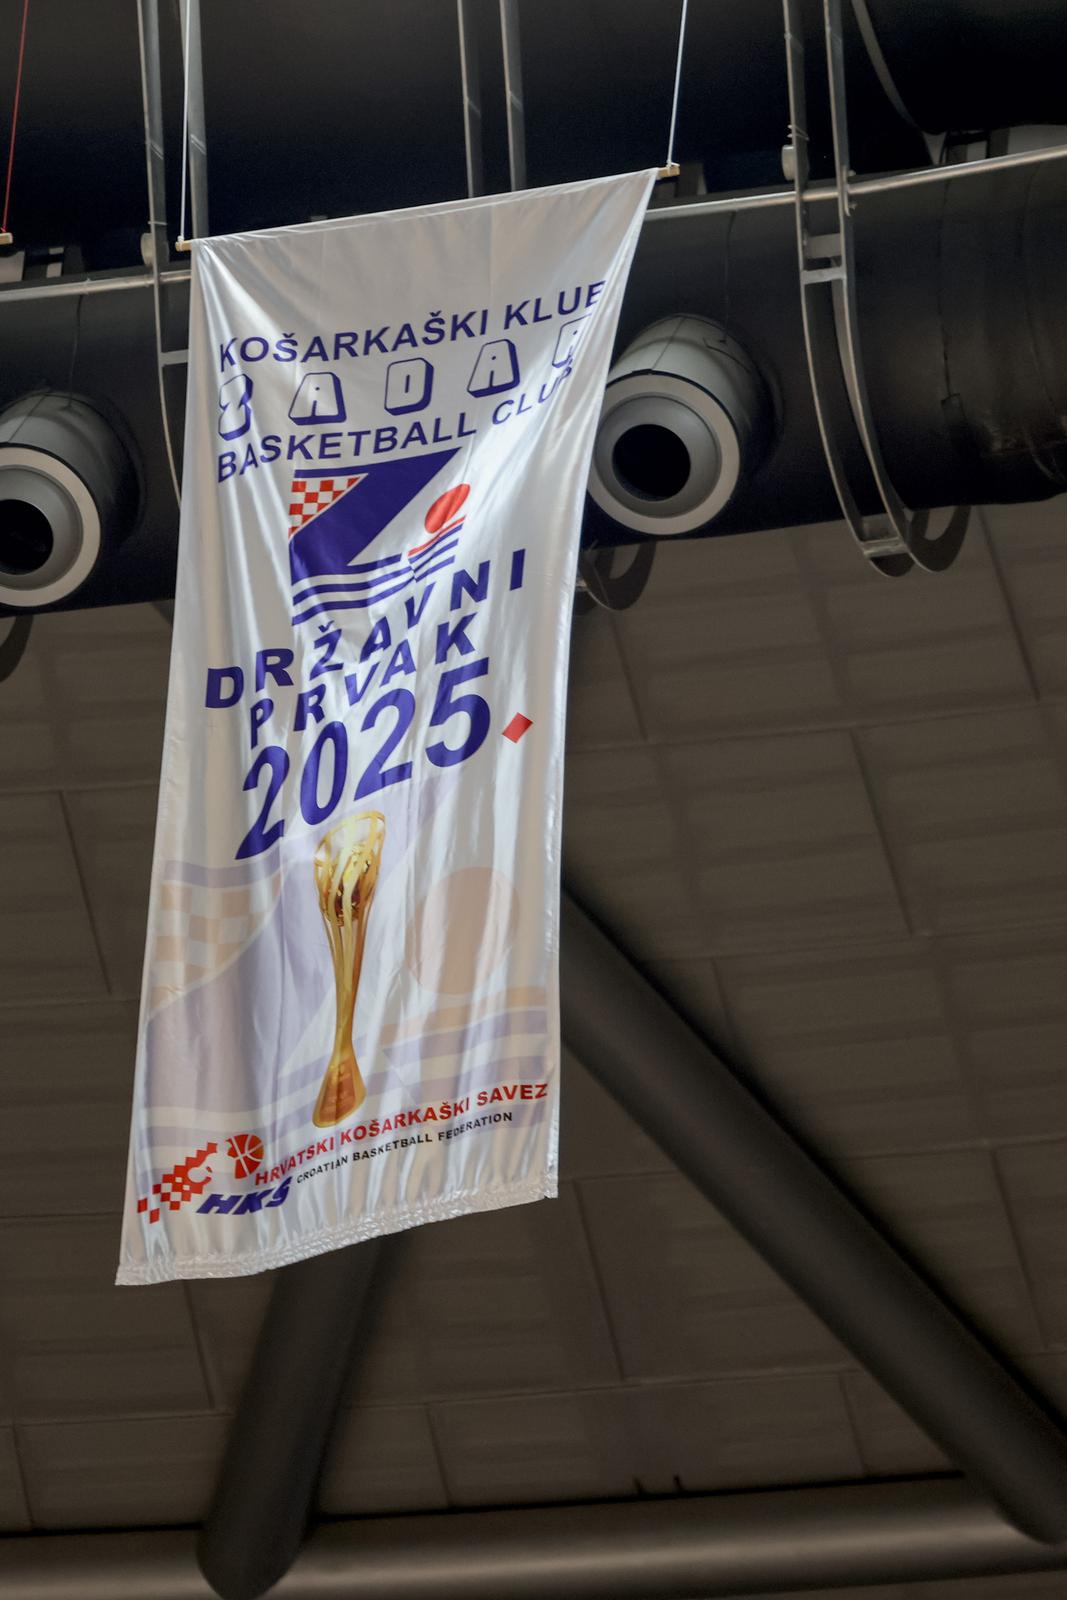 KOŠARKAŠKI KLUB
ZADAR
BASKETBALL CLUB
DRŽAVNI
PRVAK
2025.
HRVATSKI KOŠARKAŠKI SAVEZ
CROATIAN BASKETBALL FEDERATION
HKS